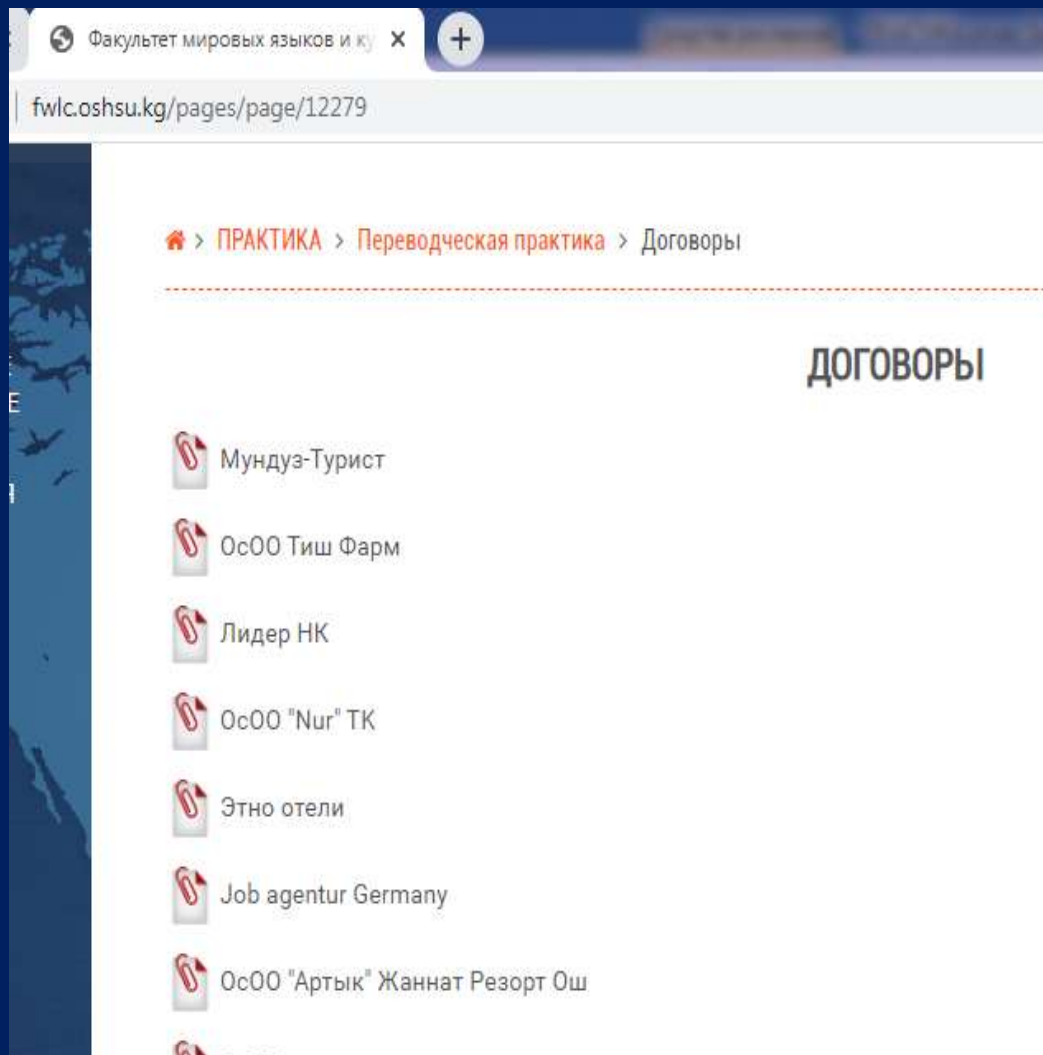 Факультет мировых языков и ку
fwlc.oshsu.kg/pages/page/12279
> ПРАКТИКА > Переводческая практика > Договоры
ДОГОВОРЫ
Е
Мундуз-Турист
ОсОО Тиш Фарм
Лидер НК
ОсОО "Nur" ТК
Этно отели
Job agentur Germany
ОсОО "Артык" Жаннат Резорт Ош